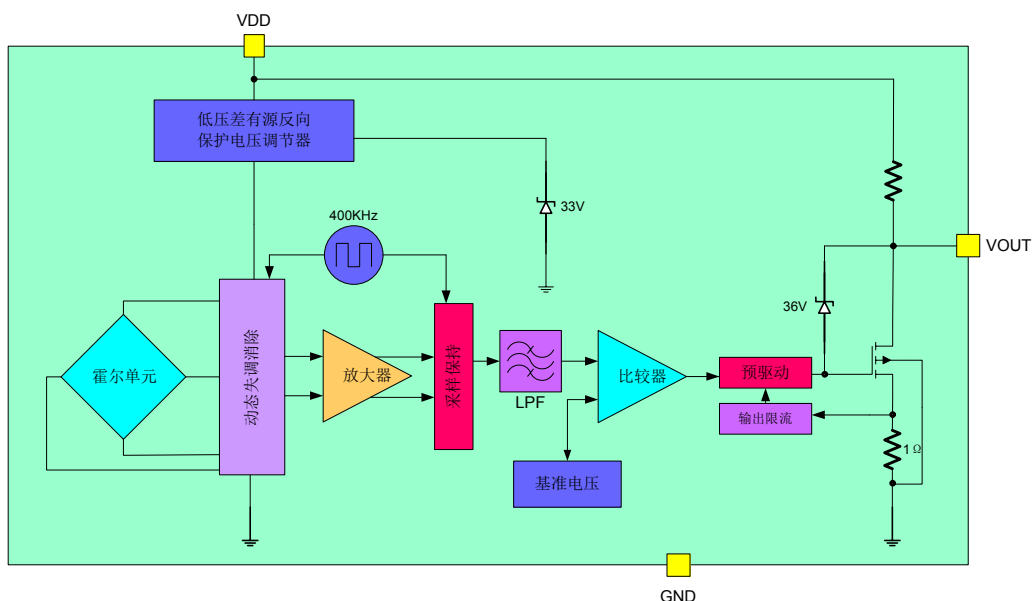 VDD
低压差有源反向
保护电压调节器
33V
400KHz
VOUT
36V
霍尔单元
动态失调消除
放大器
采样保持
LPF
比较器
预驱动
输出限流
1Ω
基准电压
GND